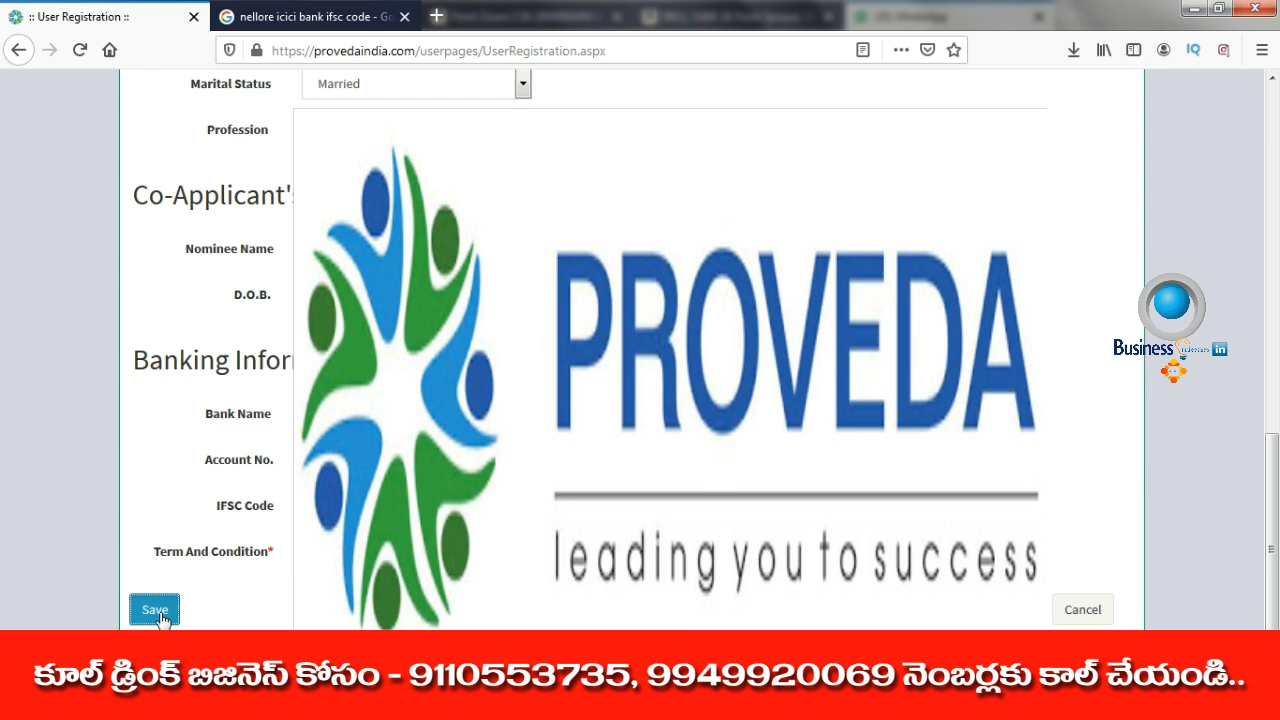 :: User Registration ::
nellore icici bank ifsc code - Go
https://provedaindia.com/userpages/UserRegistration.aspx
Marital Status Married
Profession
Co-Applicant's
Nominee Name
D.O.B.
Banking Infor
Bank Name
Account No.
IFSC Code
Term And Condition*
Save
Cancel
PROVEDA
leading you to success
Business ideas in
కూల్ డ్రింక్ బిజినెస్ కోసం - 9110553735, 9949920069 నెంబర్లకు కాల్ చేయండి..